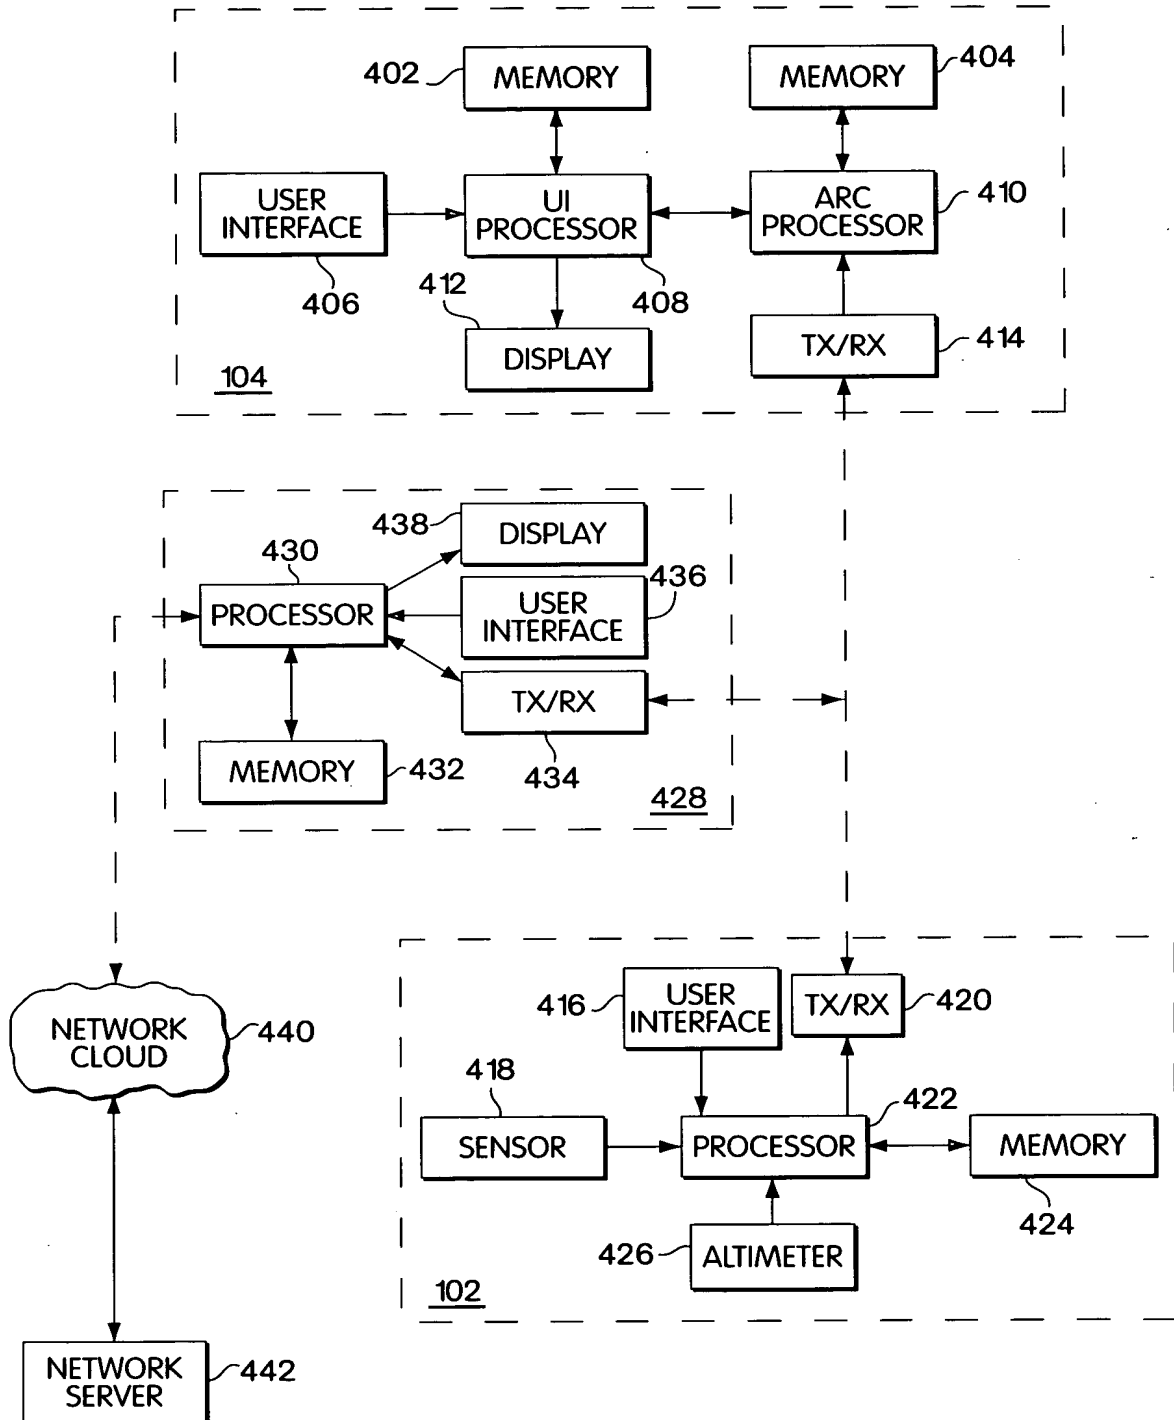 402
MEMORY
MEMORY
404
USER
INTERFACE
UI
PROCESSOR
ARC
PROCESSOR
410
406
412
408
DISPLAY
TX/RX
414
104
438
DISPLAY
430
436
PROCESSOR
USER
INTERFACE
TX/RX
MEMORY
432
434
428
NETWORK
CLOUD
440
416
USER
INTERFACE
TX/RX
420
418
422
SENSOR
PROCESSOR
MEMORY
424
426
ALTIMETER
102
NETWORK
SERVER
442